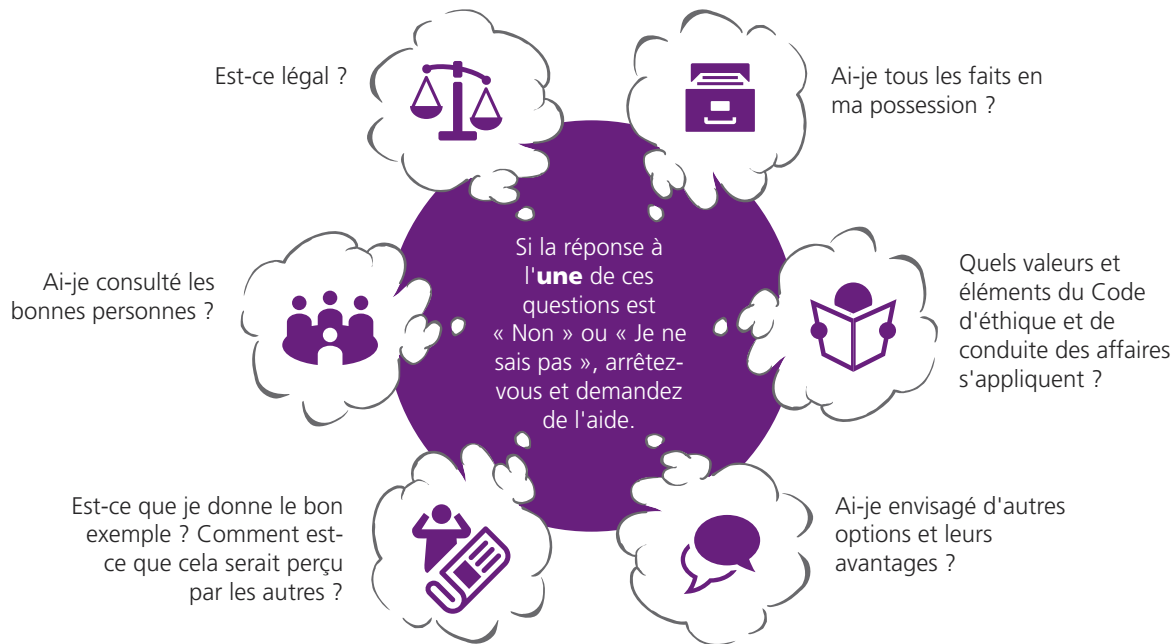 Est-ce légal ?
Ai-je tous les faits en
ma possession ?
Si la réponse à
l'une de ces
questions est
« Non » ou « Je ne
sais pas », arrêtez-
vous et demandez
de l'aide.
Ai-je consulté les
bonnes personnes ?
Quels valeurs et
éléments du Code
d'éthique et de
conduite des affaires
s'appliquent ?
Est-ce que je donne le bon
exemple ? Comment est-
ce que cela serait perçu
par les autres ?
Ai-je envisagé d'autres
options et leurs
avantages ?